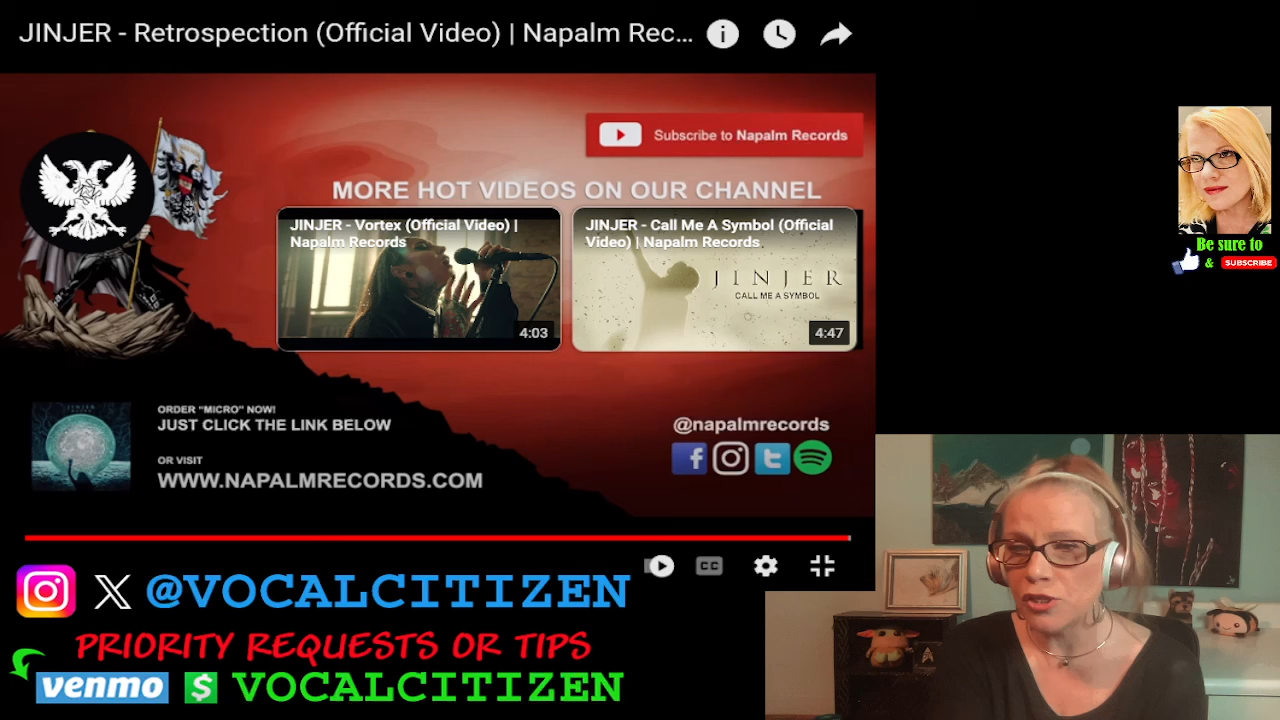 JINJER - Retrospection (Official Video) | Napalm Rec...
Subscribe to Napalm Records
MORE HOT VIDEOS ON OUR CHANNEL
JINJER - Vortex (Official Video) |
Napalm Records
4:03
JINJER - Call Me A Symbol (Official
Video) | Napalm Records
JINJER
CALL ME A SYMBOL
4:47
ORDER "MICRO" NOW!
JUST CLICK THE LINK BELOW
OR VISIT
WWW.NAPALMRECORDS.COM
@napalmrecords
CC
Be sure to
& SUBSCRIBE
@VOCALCITIZEN
PRIORITY REQUESTS OR TIPS
venmo $ VOCALCITIZEN